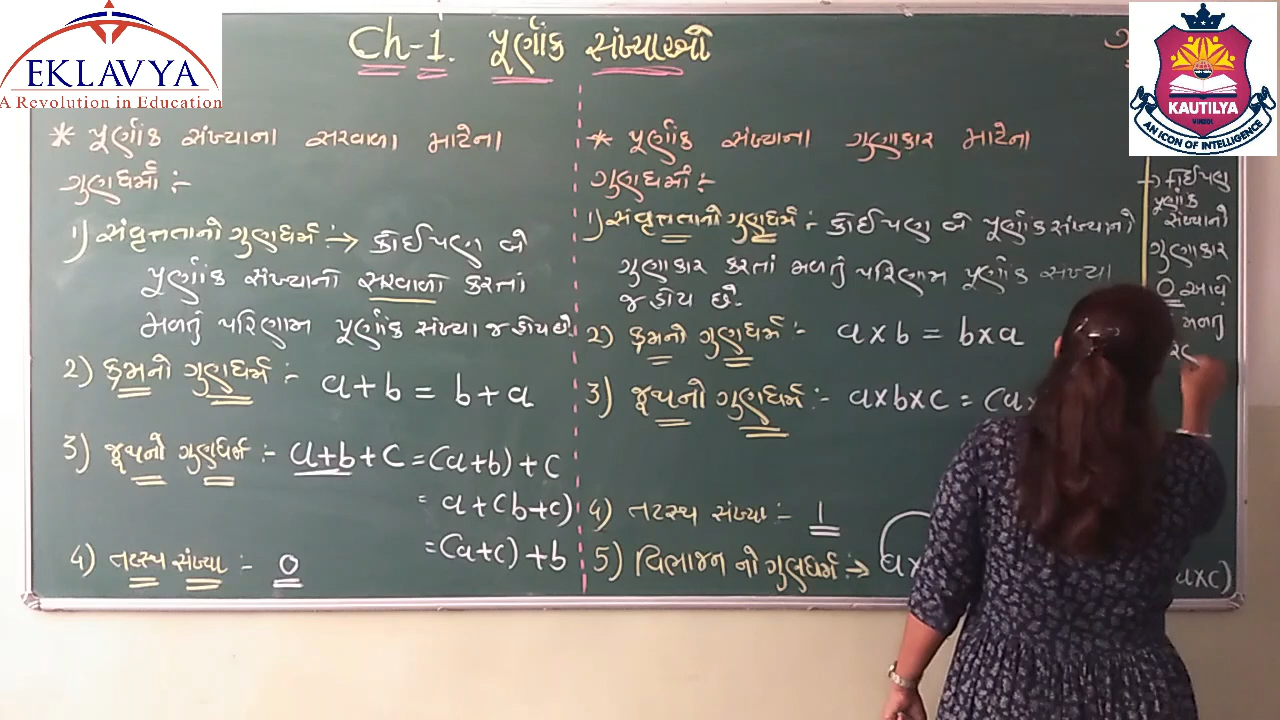 EKLAVYA
A Revolution in Education
KAUTILYA
VINZOL
AN ICON OF INTELLIGENCE
Ch-1. પૂર્ણાંક સંખ્યાઓ
* પૂર્ણાંક સંખ્યાના સરવાળા માટેના
ગુણધર્મો :-
1) સંવૃત્તતાનો ગુણધર્મ :→ કોઈપણ બે
પૂર્ણાંક સંખ્યાનો સરવાળો કરતાં
મળતું પરિણામ પૂર્ણાંક સંખ્યા જ હોય છે.
2) ક્રમનો ગુણધર્મ :- a+b = b+a
3) જૂથનો ગુણધર્મ :- a+b+c = (a+b)+c
= a+(b+c)
= (a+c)+b
4) તટસ્થ સંખ્યા :- 0
* પૂર્ણાંક સંખ્યાના ગુણાકાર માટેના
ગુણધર્મો :-
1) સંવૃત્તતાનો ગુણધર્મ :- કોઈપણ બે પૂર્ણાંક સંખ્યાનો
ગુણાકાર કરતાં મળતું પરિણામ પૂર્ણાંક સંખ્યા
જ હોય છે.
2) ક્રમનો ગુણધર્મ :- a×b = b×a
3) જૂથનો ગુણધર્મ :- a×b×c = (a×
4) તટસ્થ સંખ્યા :- 1
5) વિભાજન નો ગુણધર્મ :→ a× a×c)
→ કોઈપણ
પૂર્ણાંક
સંખ્યાનો
ગુણાકાર
0 આવે
મળતું